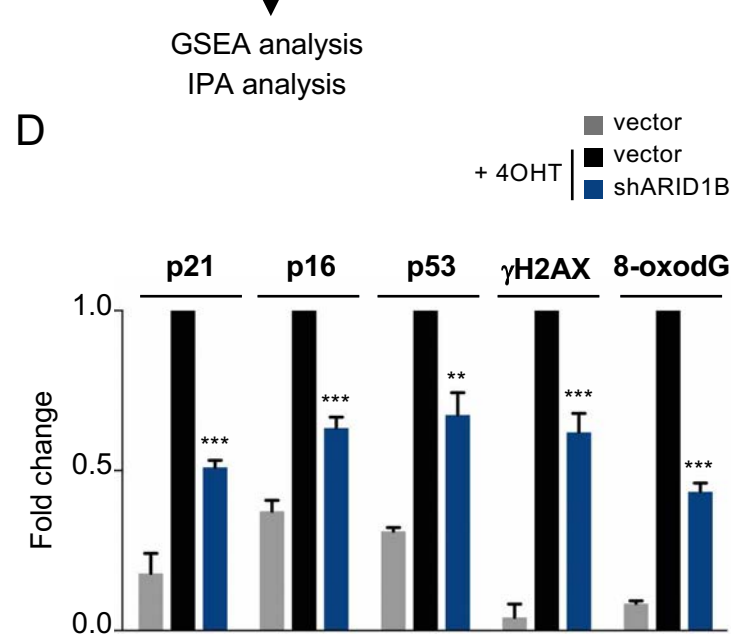 GSEA analysis
IPA analysis
D
vector
+ 4OHT
vector
shARID1B
p21 p16 p53 γH2AX 8-oxodG
1.0
***
***
**
***
***
0.5
Fold change
0.0